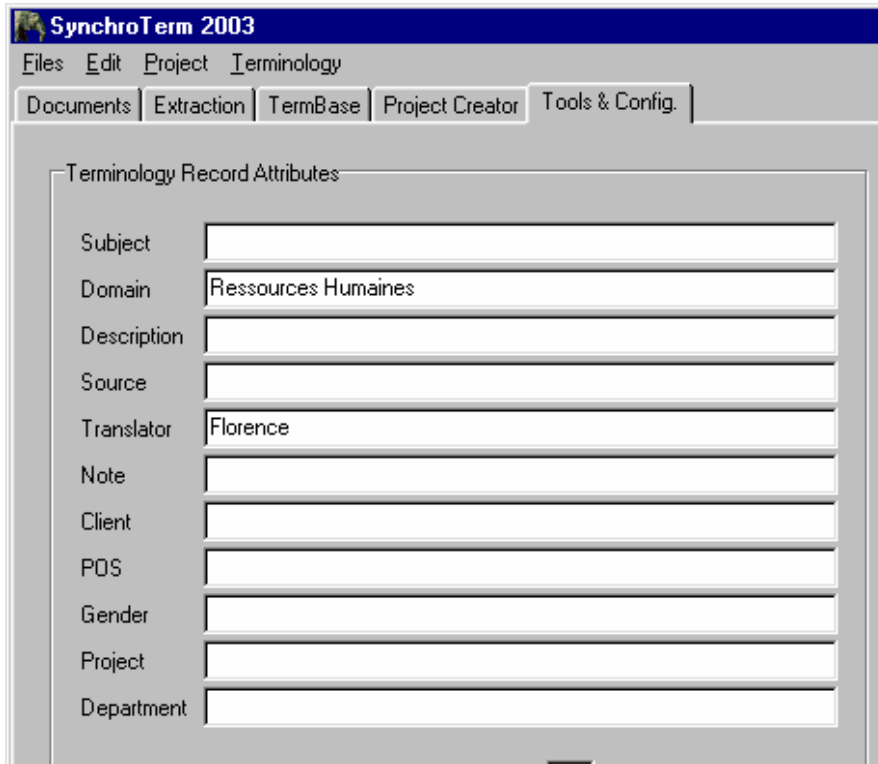 SynchroTerm 2003
Files Edit Project Terminology
Documents Extraction TermBase Project Creator Tools & Config.
Terminology Record Attributes
Subject
Domain Ressources Humaines
Description
Source
Translator Florence
Note
Client
POS
Gender
Project
Department